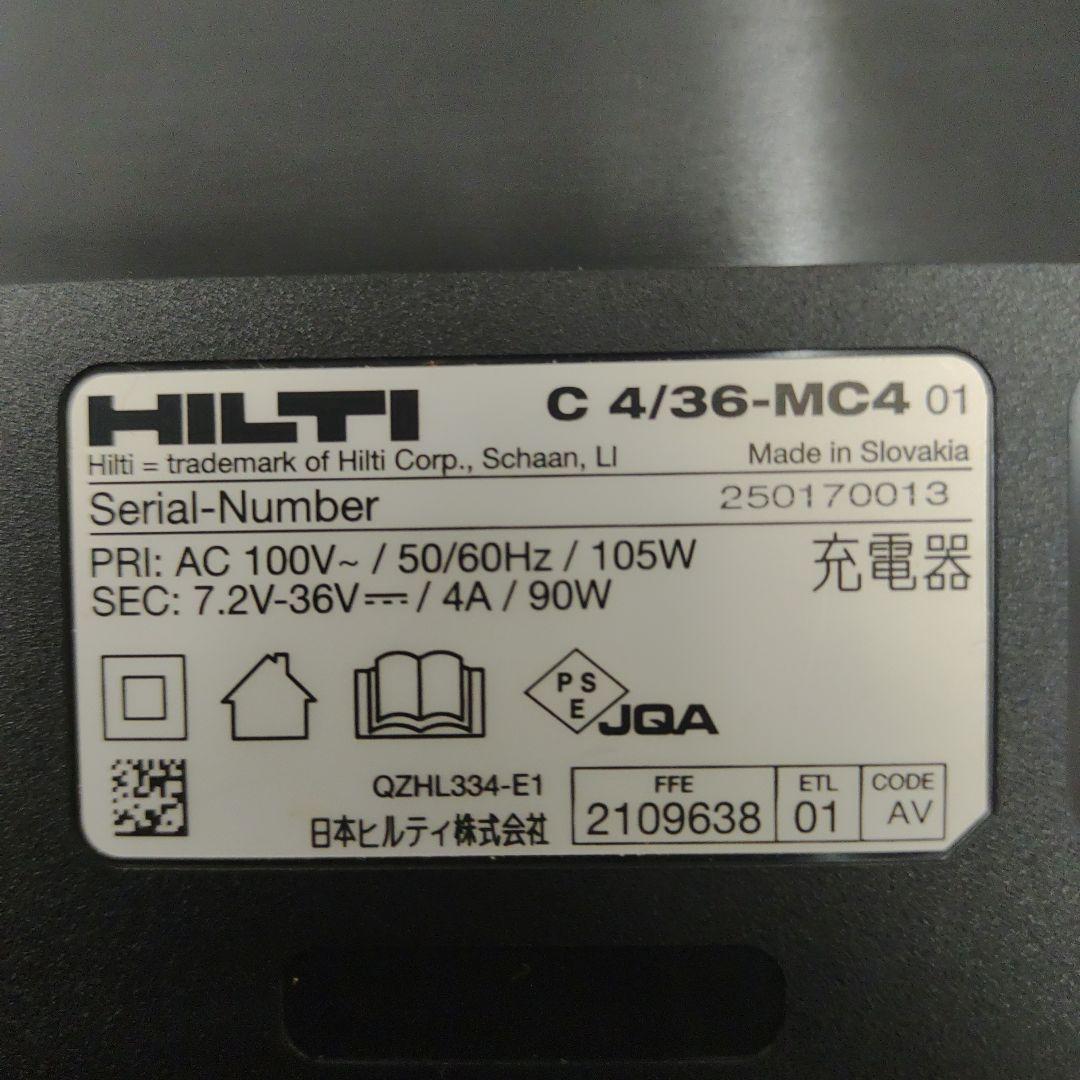 HILTI C 4/36-MC4 01
Hilti = trademark of Hilti Corp., Schaan, LI Made in Slovakia
Serial-Number 250170013
PRI: AC 100V~ / 50/60Hz / 105W 充電器
SEC: 7.2V-36V⎓ / 4A / 90W
PSE JQA
QZHL334-E1
日本ヒルティ株式会社
FFE ETL CODE
2109638 01 AV